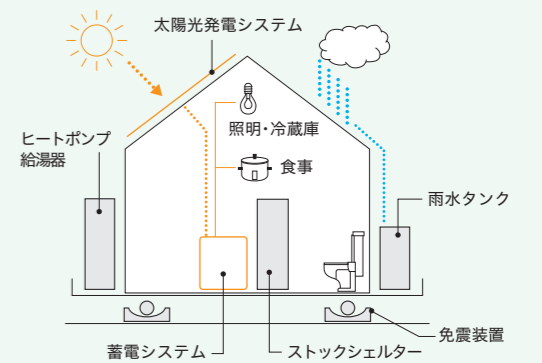 太陽光発電システム
照明・冷蔵庫
ヒートポンプ
給湯器
食事
雨水タンク
免震装置
蓄電システム
ストックシェルター